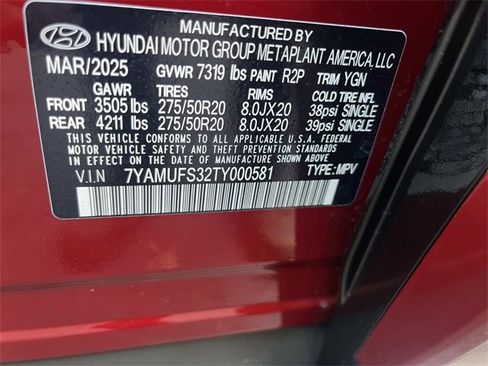 MANUFACTURED BY
HYUNDAI MOTOR GROUP METAPLANT AMERICA, LLC
MAR/2025 GVWR 7319 lbs PAINT R2P TRIM YGN
GAWR TIRES RIMS COLD TIRE INFL
FRONT 3505 lbs 275/50R20 8.0JX20 38psi SINGLE
REAR 4211 lbs 275/50R20 8.0JX20 39psi SINGLE
THIS VEHICLE CONFORMS TO ALL APPLICABLE U.S.A. FEDERAL
MOTOR VEHICLE SAFETY AND THEFT PREVENTION STANDARDS
IN EFFECT ON THE DATE OF MANUFACTURE SHOWN ABOVE.
V.I.N 7YAMUFS32TY000581 TYPE: MPV